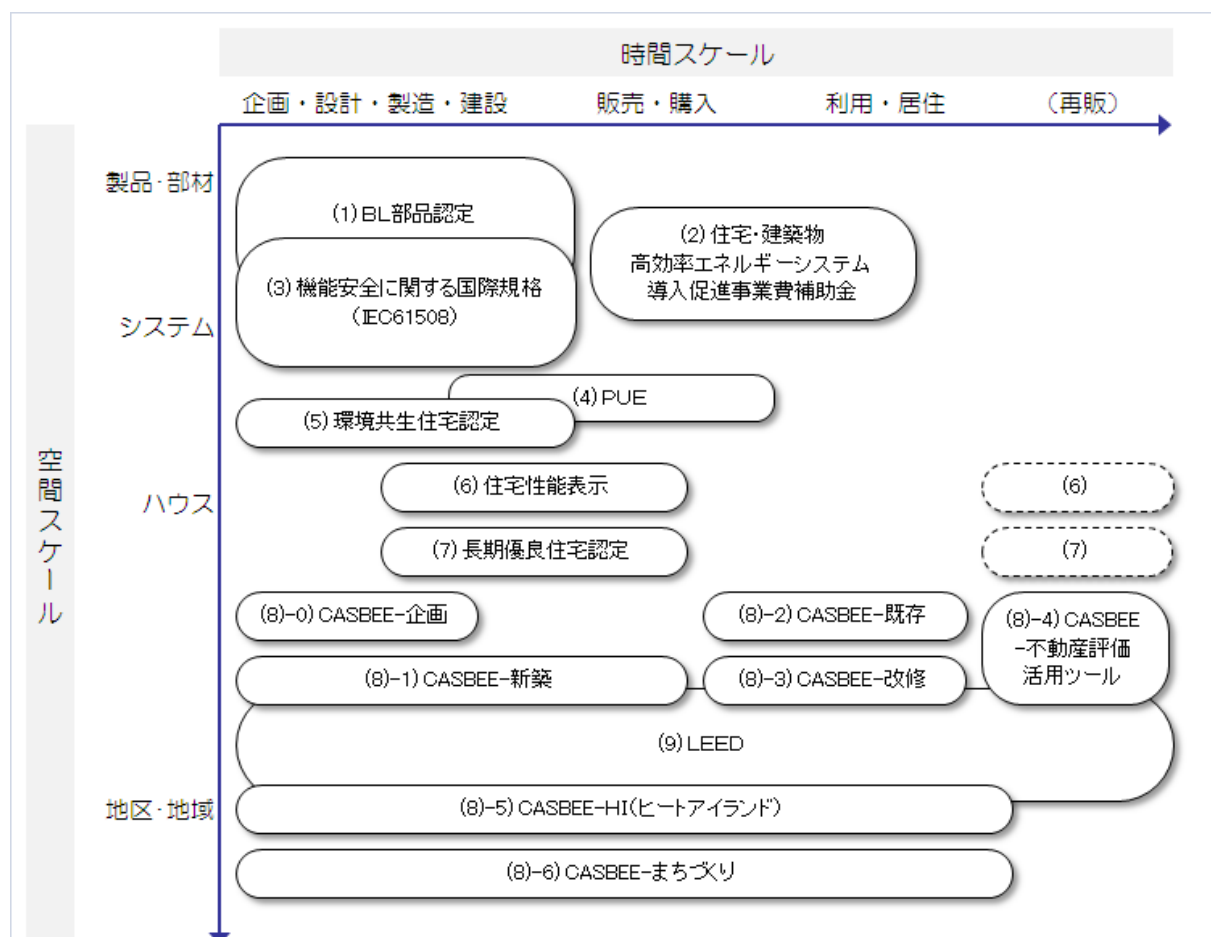 時間スケール
企画・設計・製造・建設
販売・購入
利用・居住
(再販)
空間スケール
製品・部材
システム
ハウス
地区・地域
(1)BL部品認定
(2)住宅・建築物
高効率エネルギーシステム
導入促進事業費補助金
(3)機能安全に関する国際規格
(IEC61508)
(4)PUE
(5)環境共生住宅認定
(6)住宅性能表示
(6)
(7)長期優良住宅認定
(7)
(8)-0)CASBEE-企画
(8)-2)CASBEE-既存
(8)-4)CASBEE
-不動産評価
活用ツール
(8)-1)CASBEE-新築
(8)-3)CASBEE-改修
(9)LEED
(8)-5)CASBEE-HI(ヒートアイランド)
(8)-6)CASBEE-まちづくり